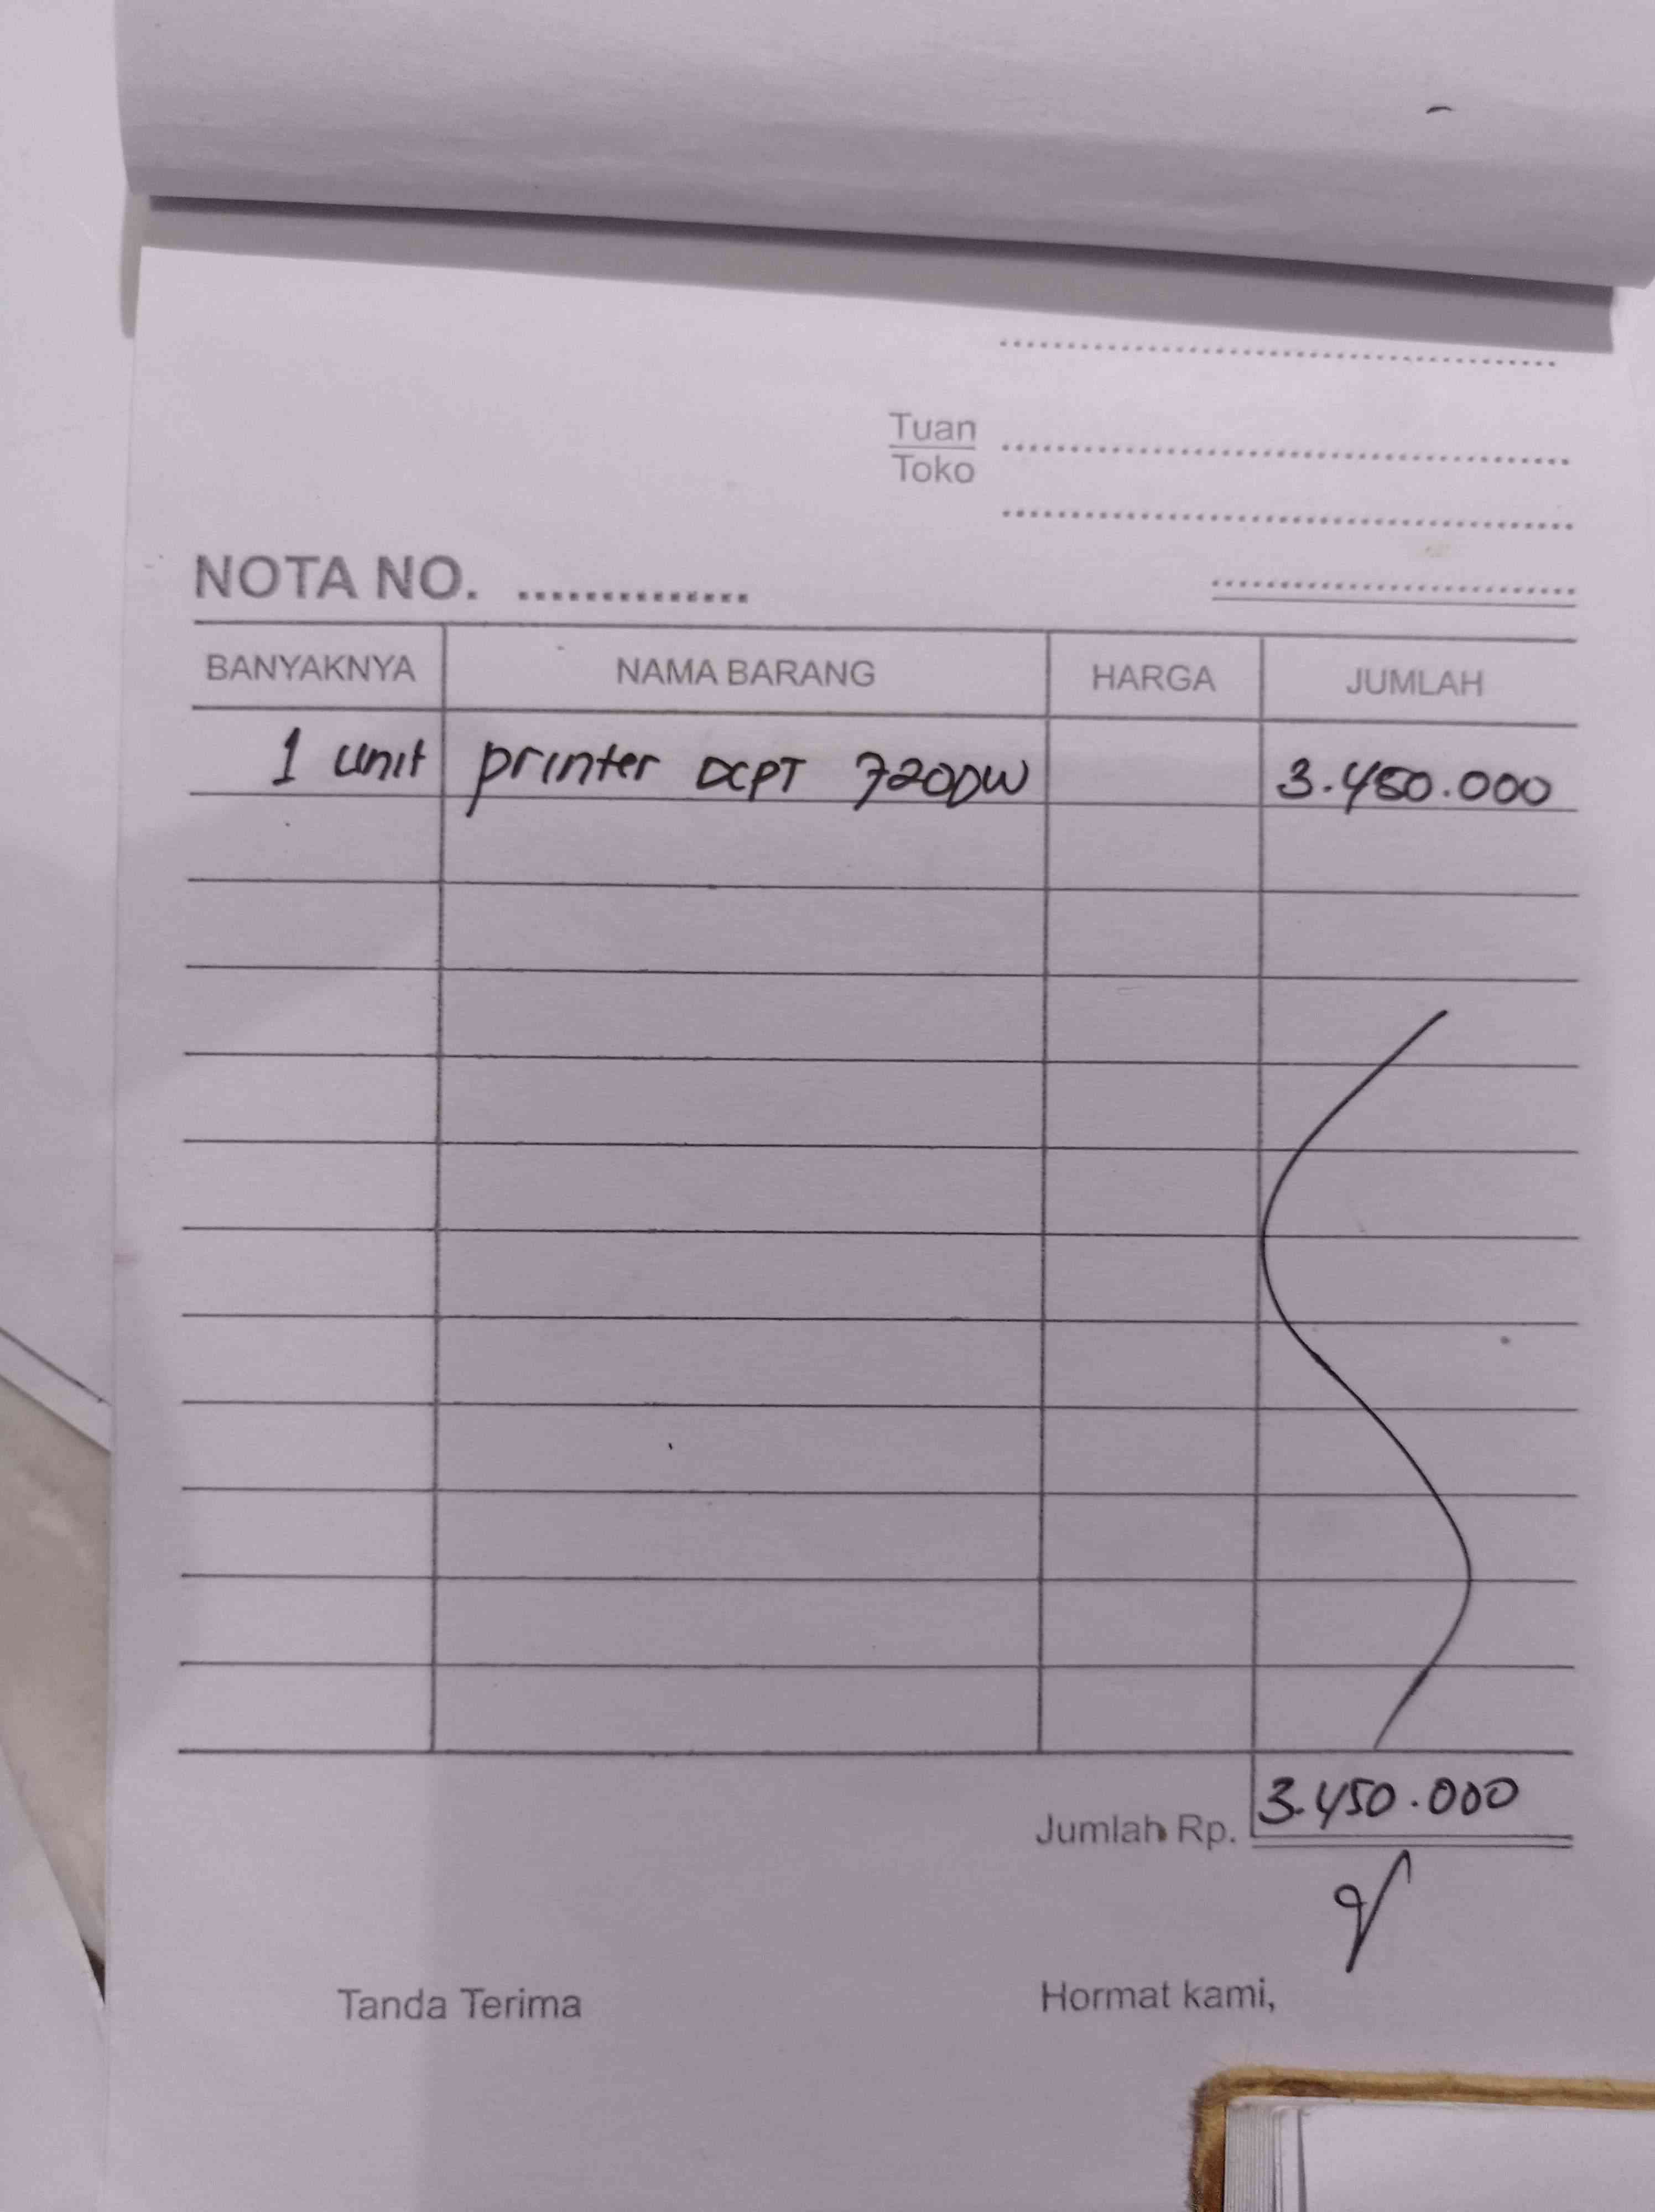 Tuan
Toko
NOTA NO. ..............
BANYAKNYA NAMA BARANG HARGA JUMLAH
1 unit printer DCPT 720DW 3.450.000
Jumlah Rp. 3.450.000
Tanda Terima Hormat kami,